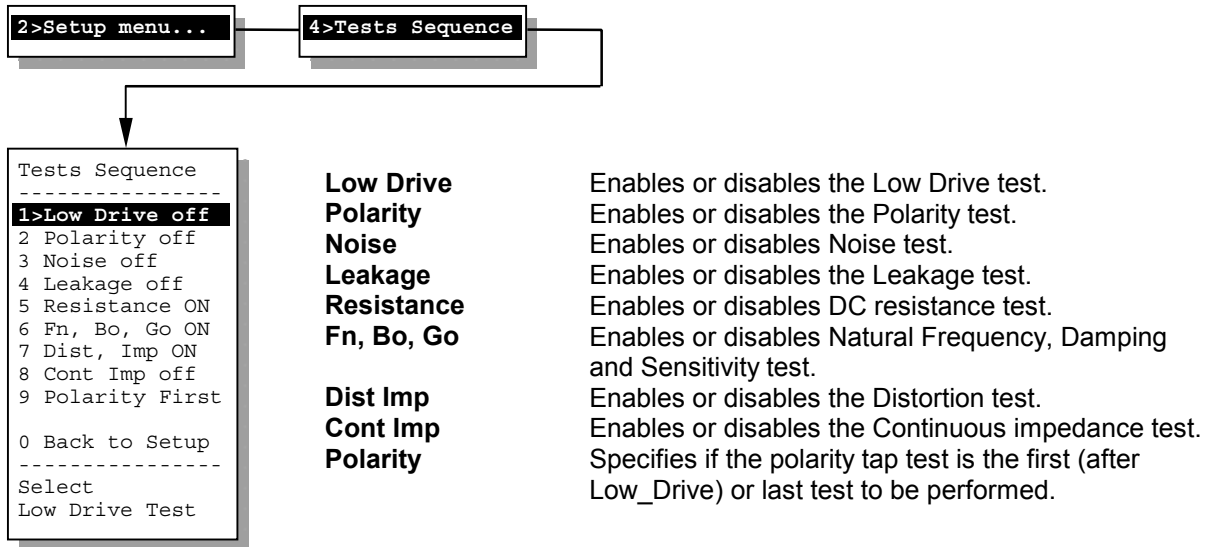 2>Setup menu...
4>Tests Sequence
Tests Sequence
----------------
1>Low Drive off
2 Polarity off
3 Noise off
4 Leakage off
5 Resistance ON
6 Fn, Bo, Go ON
7 Dist, Imp ON
8 Cont Imp off
9 Polarity First
0 Back to Setup
----------------
Select
Low Drive Test
Low Drive Enables or disables the Low Drive test.
Polarity Enables or disables the Polarity test.
Noise Enables or disables Noise test.
Leakage Enables or disables the Leakage test.
Resistance Enables or disables DC resistance test.
Fn, Bo, Go Enables or disables Natural Frequency, Damping
and Sensitivity test.
Dist Imp Enables or disables the Distortion test.
Cont Imp Enables or disables the Continuous impedance test.
Polarity Specifies if the polarity tap test is the first (after
Low_Drive) or last test to be performed.